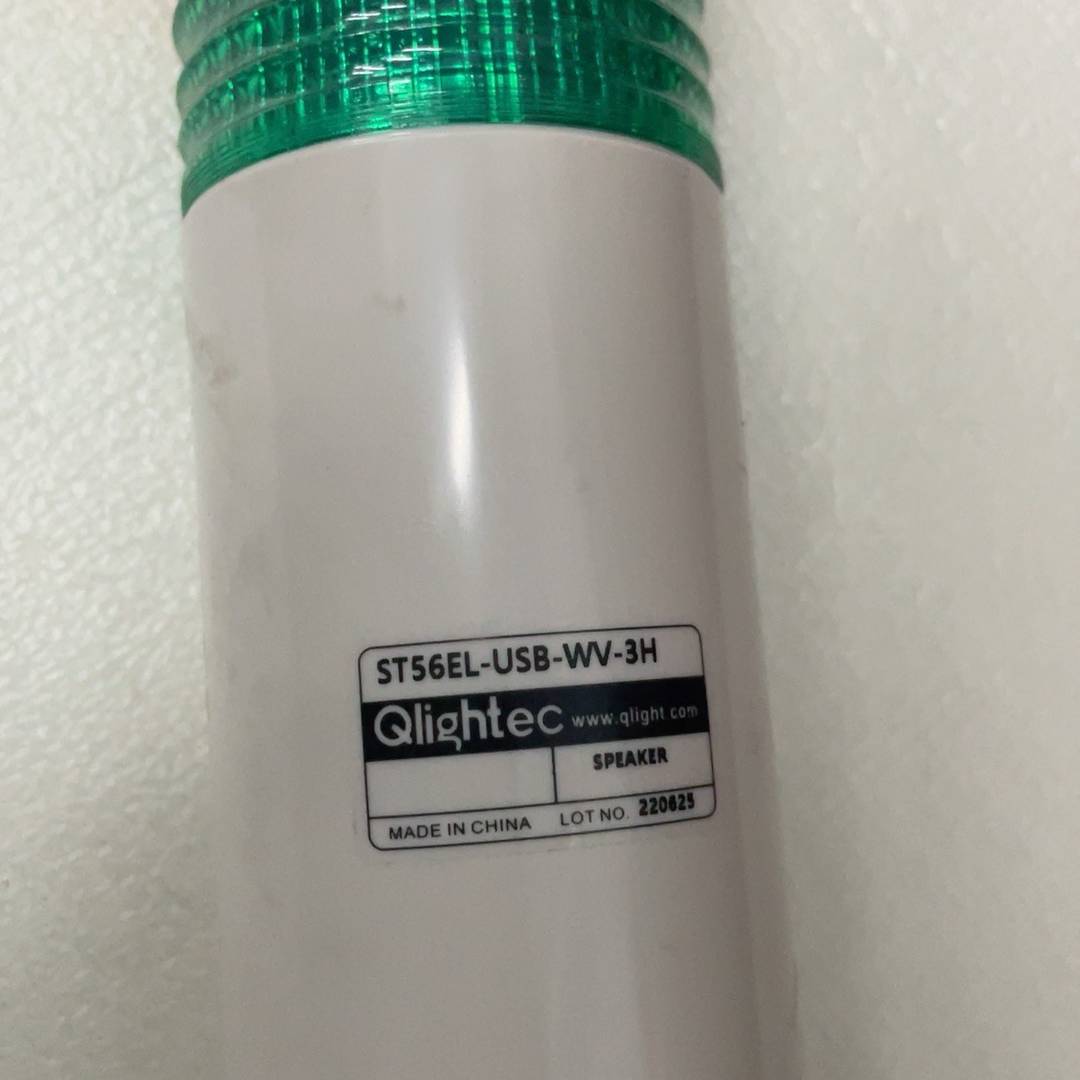 ST56EL-USB-WV-3H
Qlightec www.qlight.com
SPEAKER
MADE IN CHINA LOT NO. 220625